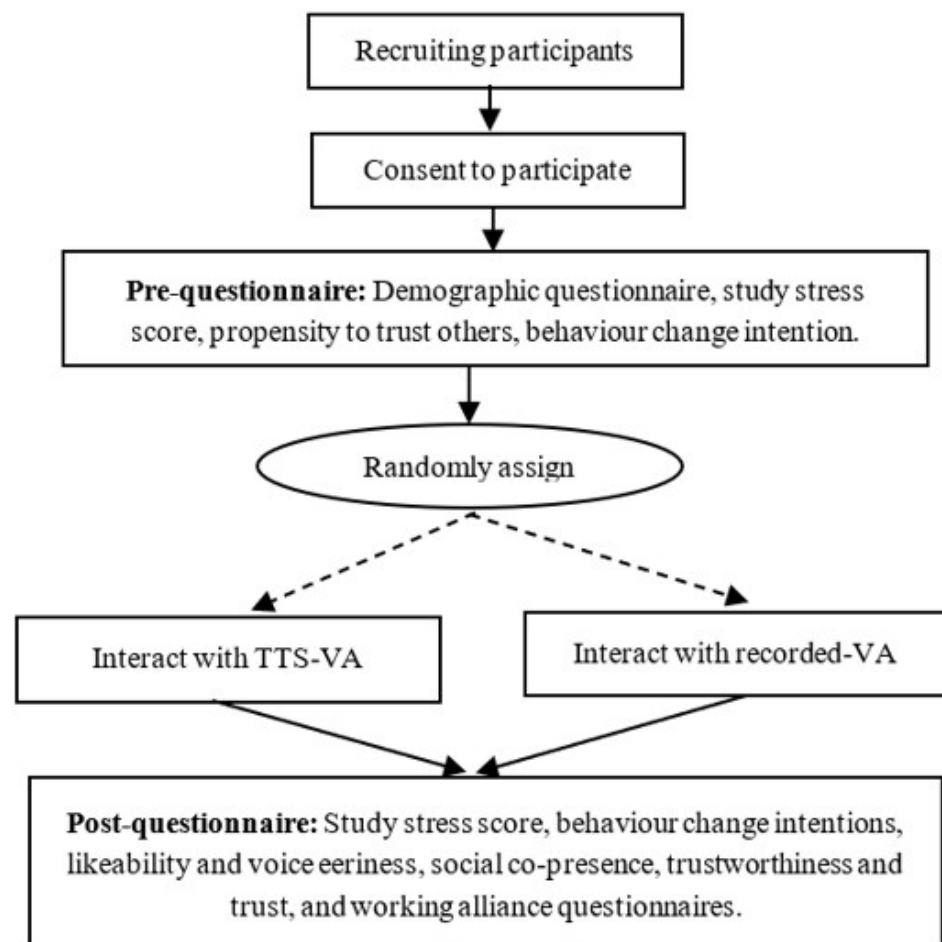 Recruiting participants
Consent to participate
Pre-questionnaire: Demographic questionnaire, study stress
score, propensity to trust others, behaviour change intention.
Randomly assign
Interact with TTS-VA
Interact with recorded-VA
Post-questionnaire: Study stress score, behaviour change intentions,
likeability and voice eeriness, social co-presence, trustworthiness and
trust, and working alliance questionnaires.